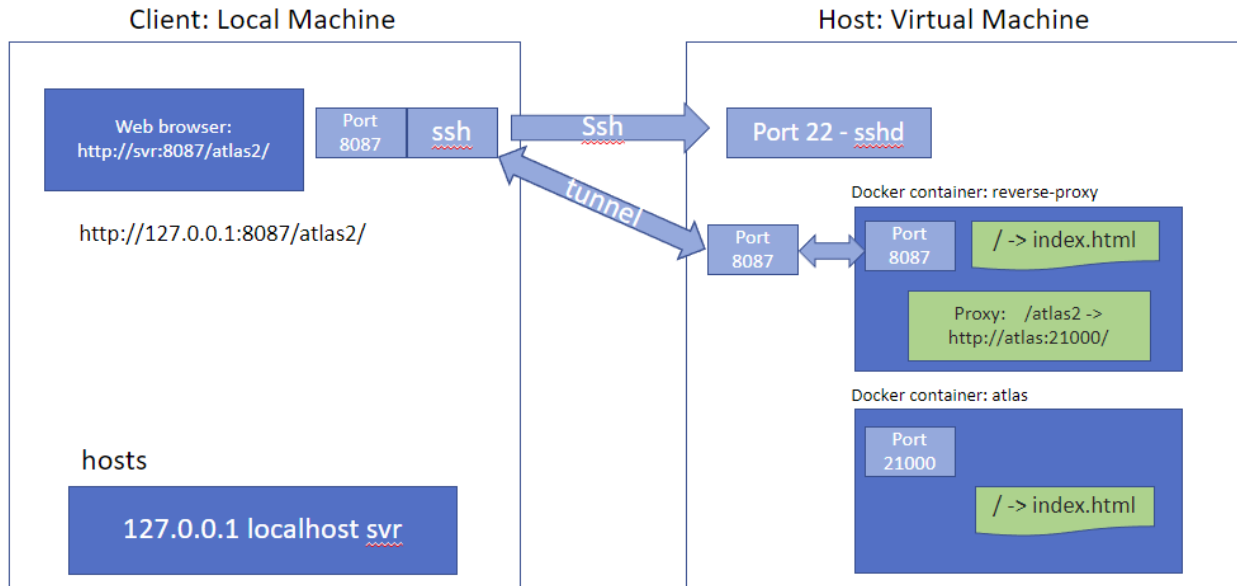 Client: Local Machine
Host: Virtual Machine
Web browser:
http://svr:8087/atlas2/
Port
8087
ssh
Ssh
Port 22 - sshd
http://127.0.0.1:8087/atlas2/
tunnel
Port
8087
Docker container: reverse-proxy
Port
8087
/ -> index.html
Proxy: /atlas2 ->
http://atlas:21000/
Docker container: atlas
Port
21000
/ -> index.html
hosts
127.0.0.1 localhost svr